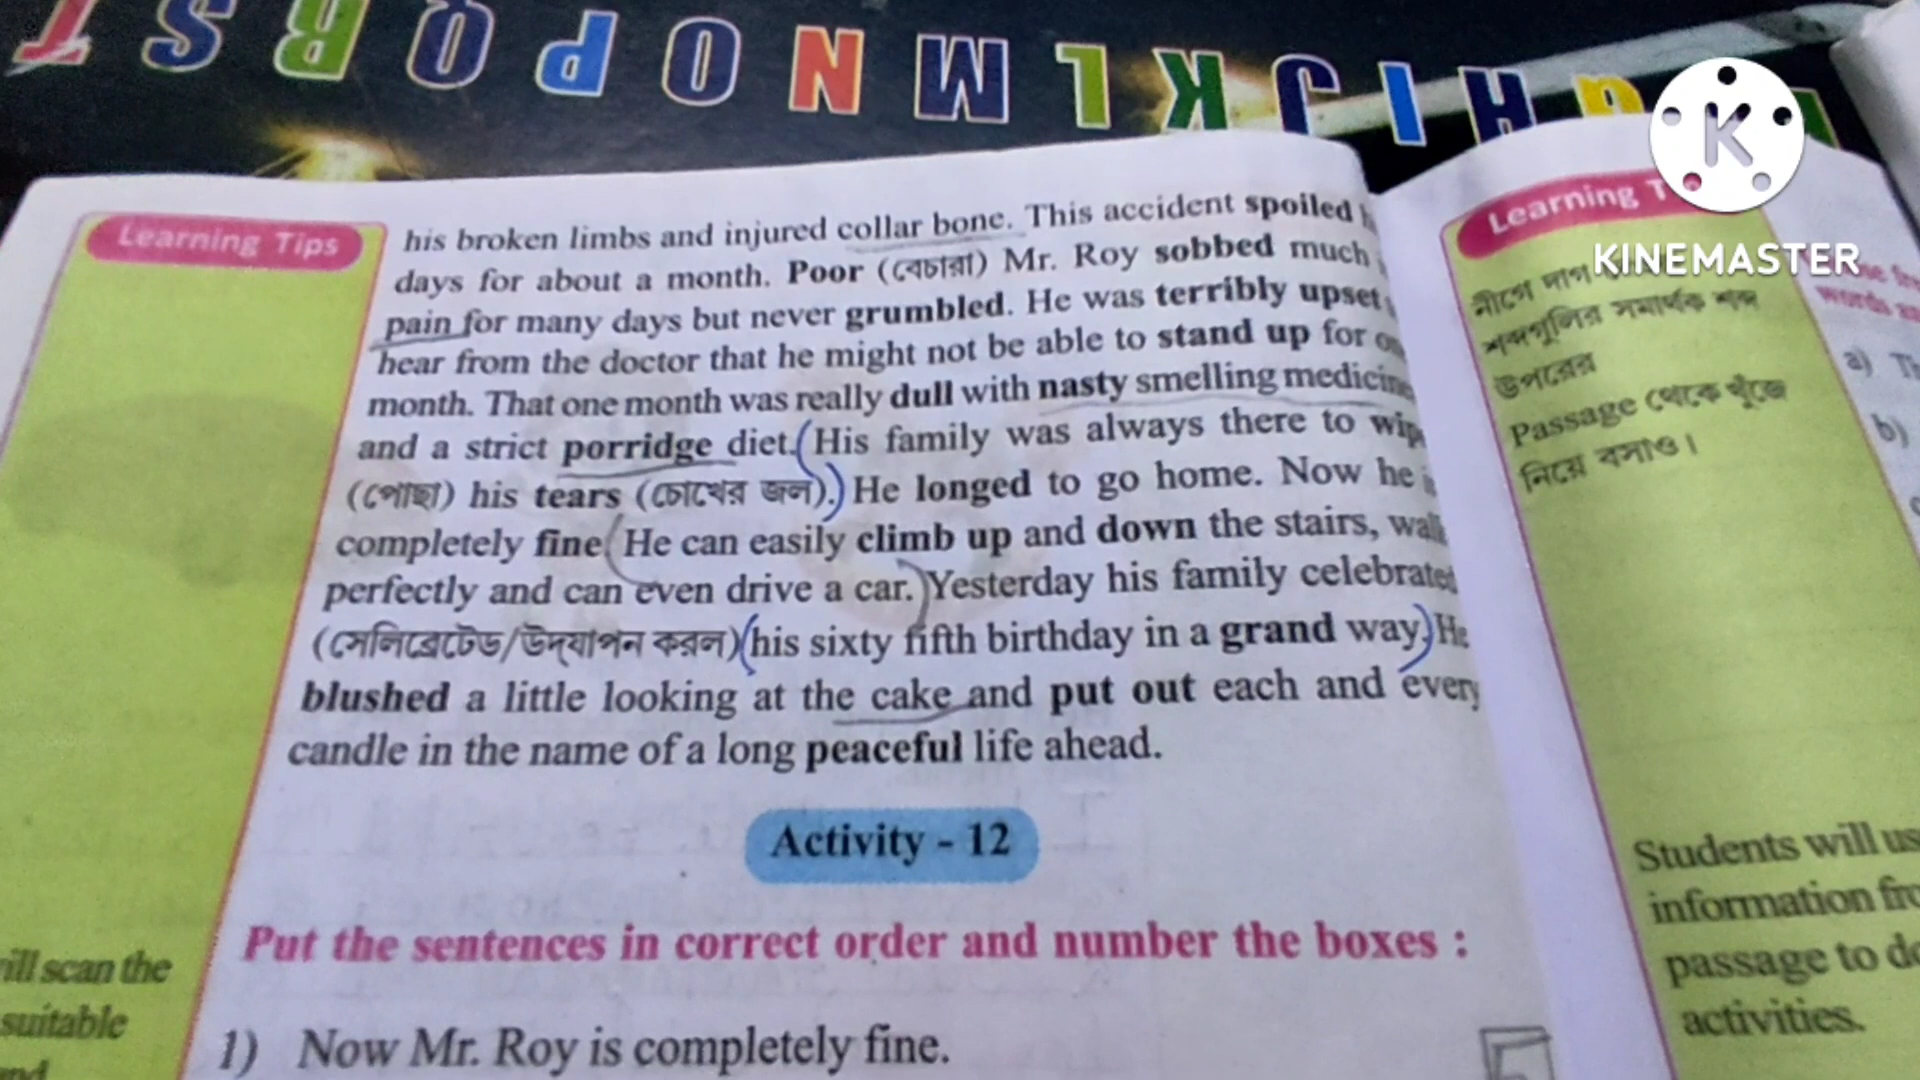 T S R Q P O N M L K J I H G
K
KINEMASTER
Learning Tips
his broken limbs and injured collar bone. This accident spoiled
days for about a month. Poor (বেচারা) Mr. Roy sobbed much
pain for many days but never grumbled. He was terribly upset
hear from the doctor that he might not be able to stand up for
month. That one month was really dull with nasty smelling medicine
and a strict porridge diet. (His family was always there to wipe
(পোছা) his tears (চোখের জল).) He longed to go home. Now he
completely fine (He can easily climb up and down the stairs, walk
perfectly and can even drive a car.) Yesterday his family celebrated
(সেলিব্রেটেড/উদ্‌যাপন করল) (his sixty fifth birthday in a grand way.) He
blushed a little looking at the cake and put out each and every
candle in the name of a long peaceful life ahead.
Activity - 12
Put the sentences in correct order and number the boxes :
1) Now Mr. Roy is completely fine.
scan the
suitable
Learning
নীচে দাগ
শব্দগুলির সমার্থক শব্দ
উপরের
Passage থেকে খুঁজে
নিয়ে বসাও।
Students will
information
passage to
activities.
words
a)
b)